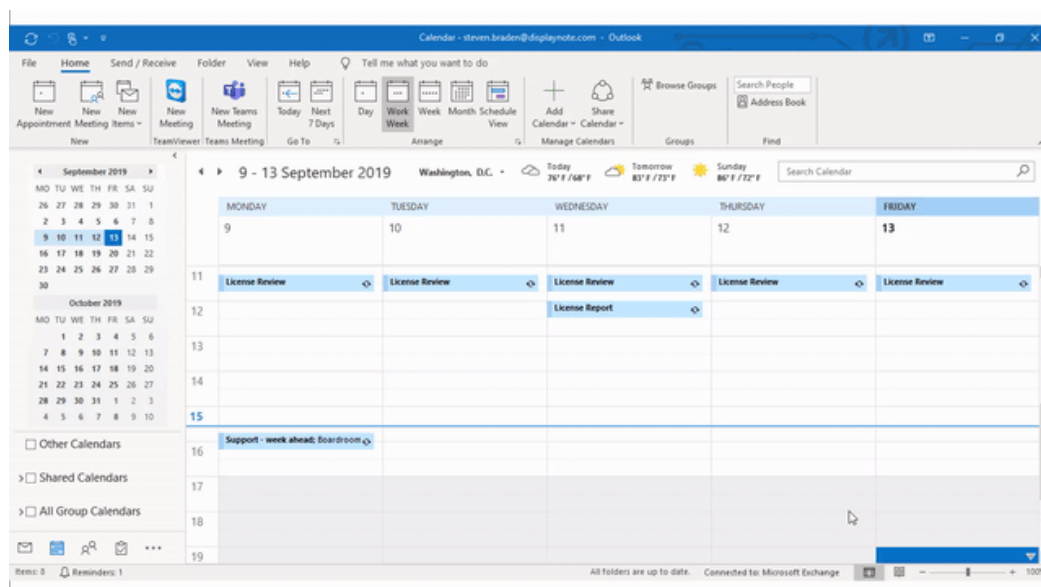 Calendar - steven.braden@displaynote.com - Outlook
File Home Send / Receive Folder View Help Tell me what you want to do
New Appointment
New Meeting
New Items
New Meeting
New Teams Meeting
Today
Next 7 Days
Day
Work Week
Week
Month
Schedule View
Add Calendar
Share Calendar
Browse Groups
Search People
Address Book
New TeamViewer Teams Meeting Go To Arrange Manage Calendars Groups Find
September 2019
MO TU WE TH FR SA SU
26 27 28 29 30 31 1
2 3 4 5 6 7 8
9 10 11 12 13 14 15
16 17 18 19 20 21 22
23 24 25 26 27 28 29
30
October 2019
MO TU WE TH FR SA SU
1 2 3 4 5 6
7 8 9 10 11 12 13
14 15 16 17 18 19 20
21 22 23 24 25 26 27
28 29 30 31 1 2 3
4 5 6 7 8 9 10
Other Calendars
Shared Calendars
All Group Calendars
9 - 13 September 2019
Washington, D.C.
Today
76°F/68°F
Tomorrow
83°F/73°F
Sunday
86°F/72°F
Search Calendar
MONDAY TUESDAY WEDNESDAY THURSDAY FRIDAY
9 10 11 12 13
11 License Review License Review License Review License Review License Review
License Report
12
13
14
15
Support - week ahead; Boardroom
16
17
18
19
Items: 8 Reminders: 1 All folders are up to date. Connected to: Microsoft Exchange 100